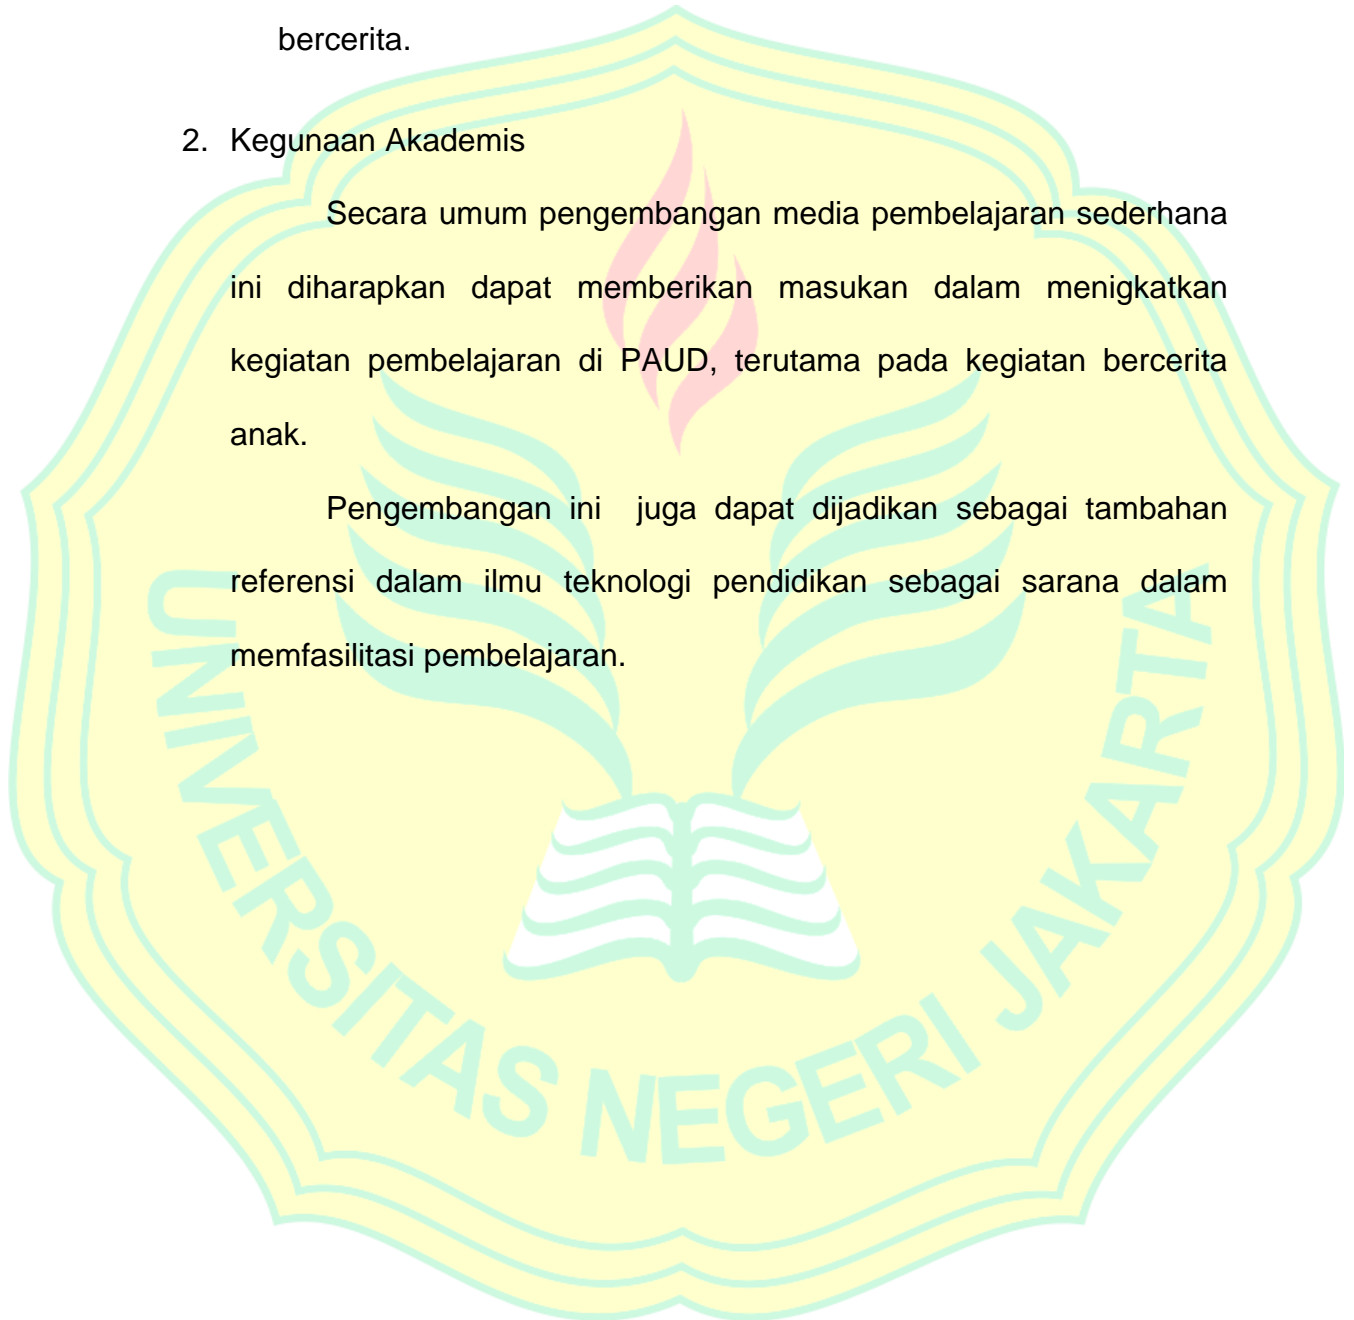 bercerita.
2. Kegunaan Akademis
Secara umum pengembangan media pembelajaran sederhana
ini diharapkan dapat memberikan masukan dalam menigkatkan
kegiatan pembelajaran di PAUD, terutama pada kegiatan bercerita
anak.
Pengembangan ini juga dapat dijadikan sebagai tambahan
referensi dalam ilmu teknologi pendidikan sebagai sarana dalam
memfasilitasi pembelajaran.
UNIVERSITAS NEGERI JAKARTA